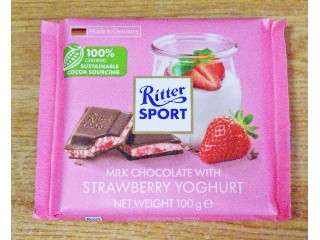 Made in Germany
100%
CERTIFIED
SUSTAINABLE
COCOA SOURCING
Ritter
SPORT
MILK CHOCOLATE WITH
STRAWBERRY YOGHURT
NET WEIGHT 100 g e